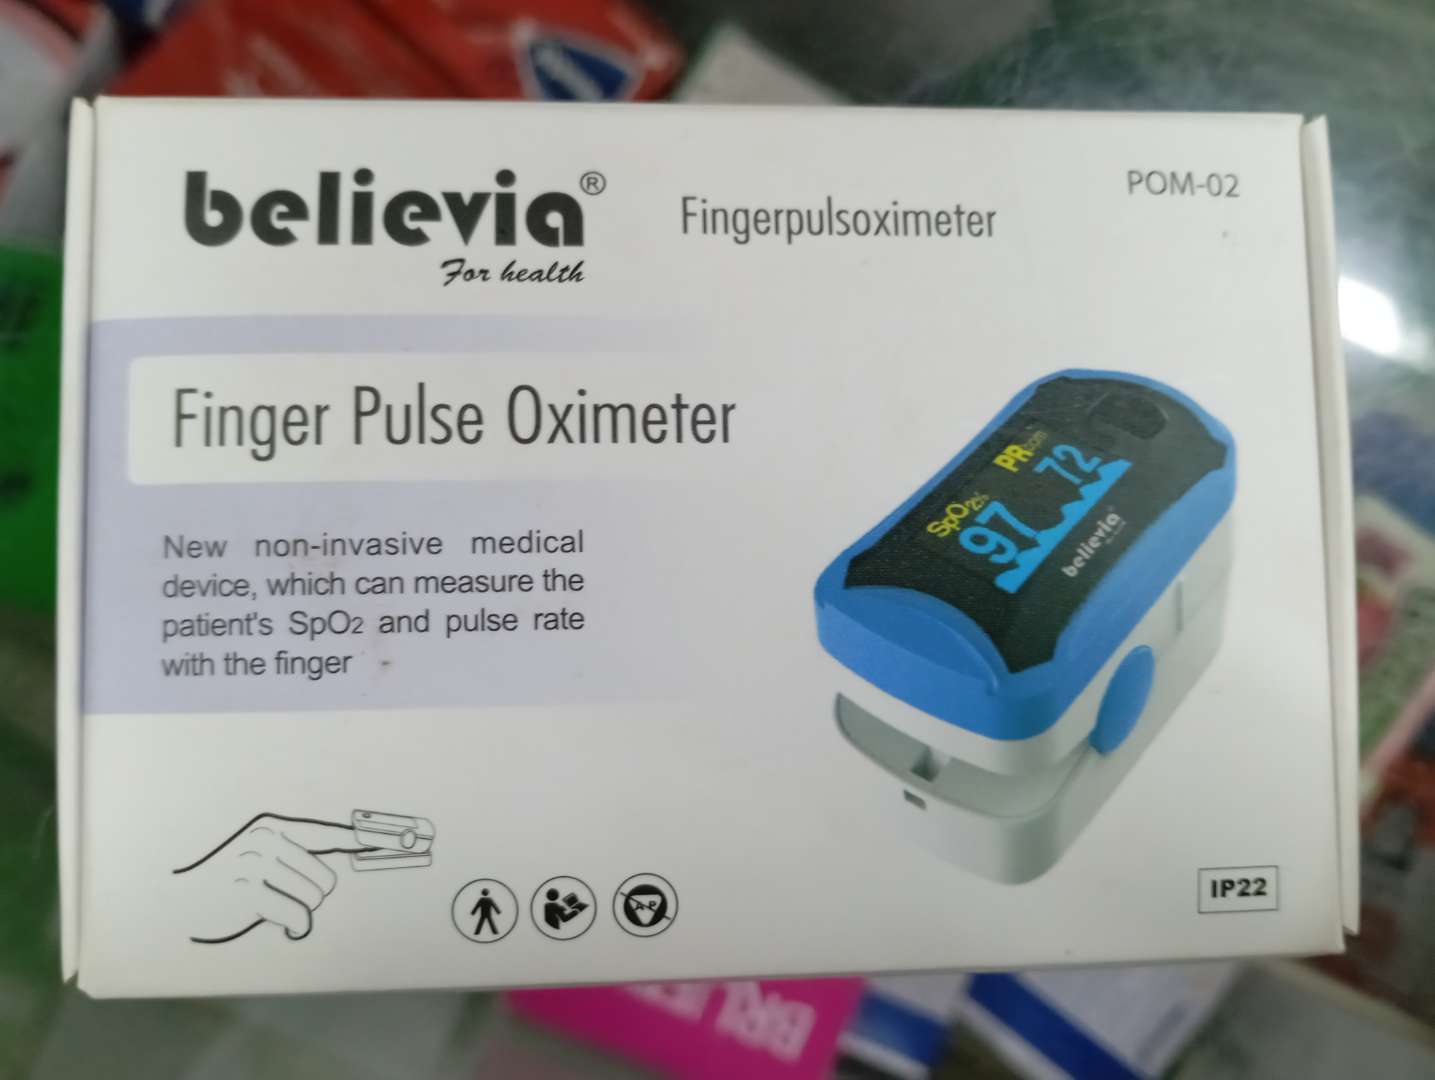 believia®
For health
Fingerpulsoximeter
POM-02
Finger Pulse Oximeter
New non-invasive medical
device, which can measure the
patient's SpO2 and pulse rate
with the finger
SpO2%
97
PRbpm
72
believia
IP22